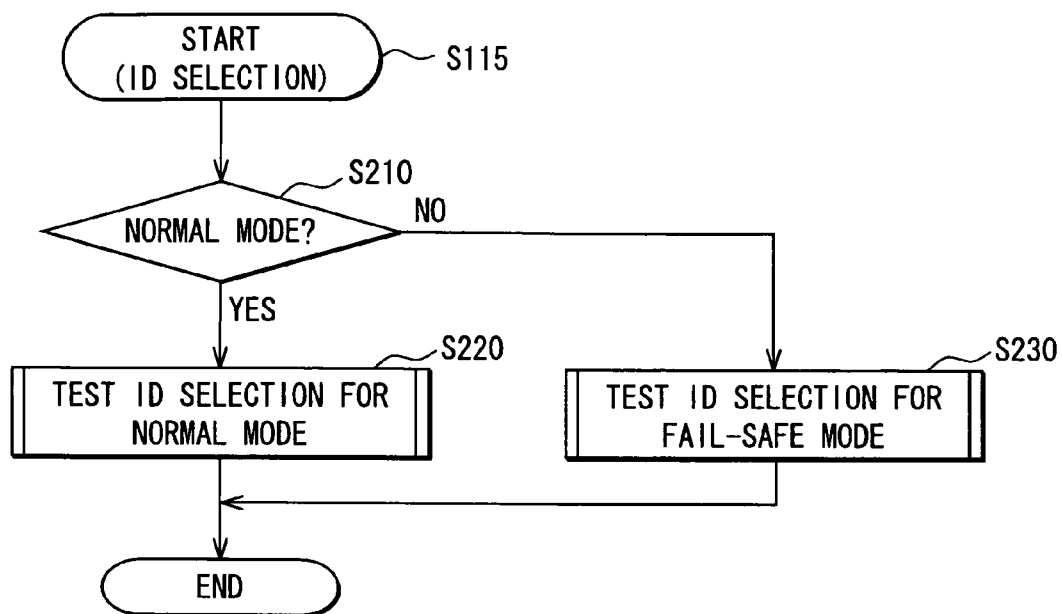 START
(ID SELECTION)
S115
S210
NORMAL MODE?
NO
YES
S220
TEST ID SELECTION FOR
NORMAL MODE
S230
TEST ID SELECTION FOR
FAIL-SAFE MODE
END